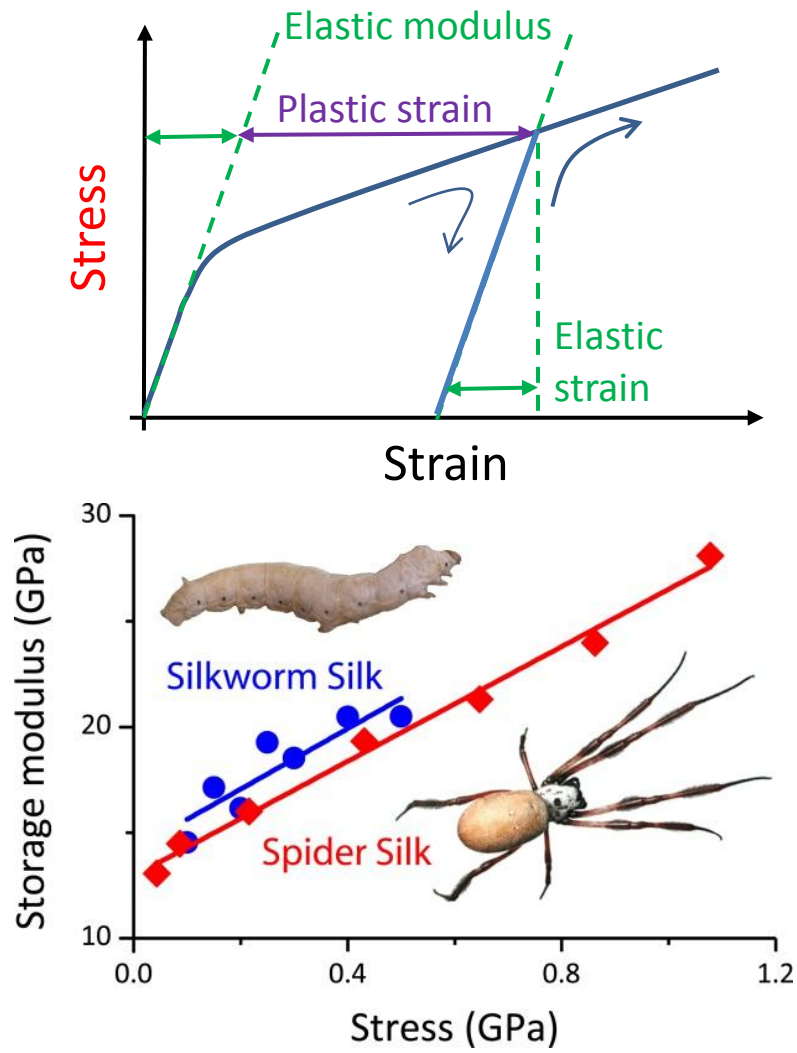 Elastic modulus
Plastic strain
Stress
Elastic
strain
Strain
30
Silkworm Silk
20
Storage modulus (GPa)
Spider Silk
10
0.0
0.4
0.8
1.2
Stress (GPa)